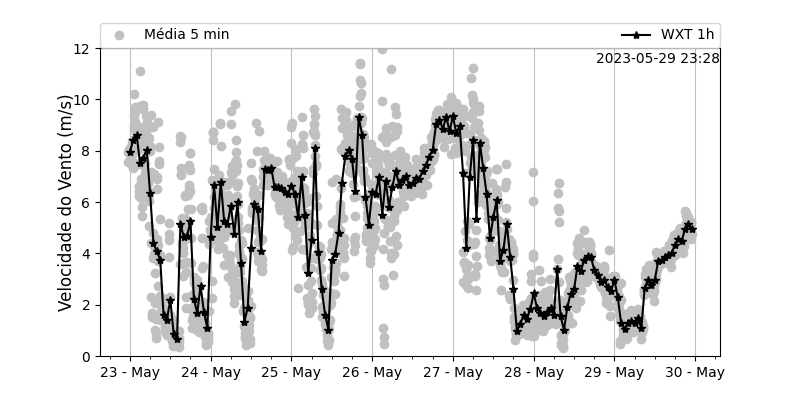 Média 5 min
WXT 1h
2023-05-29 23:28
Velocidade do Vento (m/s)
12
10
8
6
4
2
0
23 - May
24 - May
25 - May
26 - May
27 - May
28 - May
29 - May
30 - May